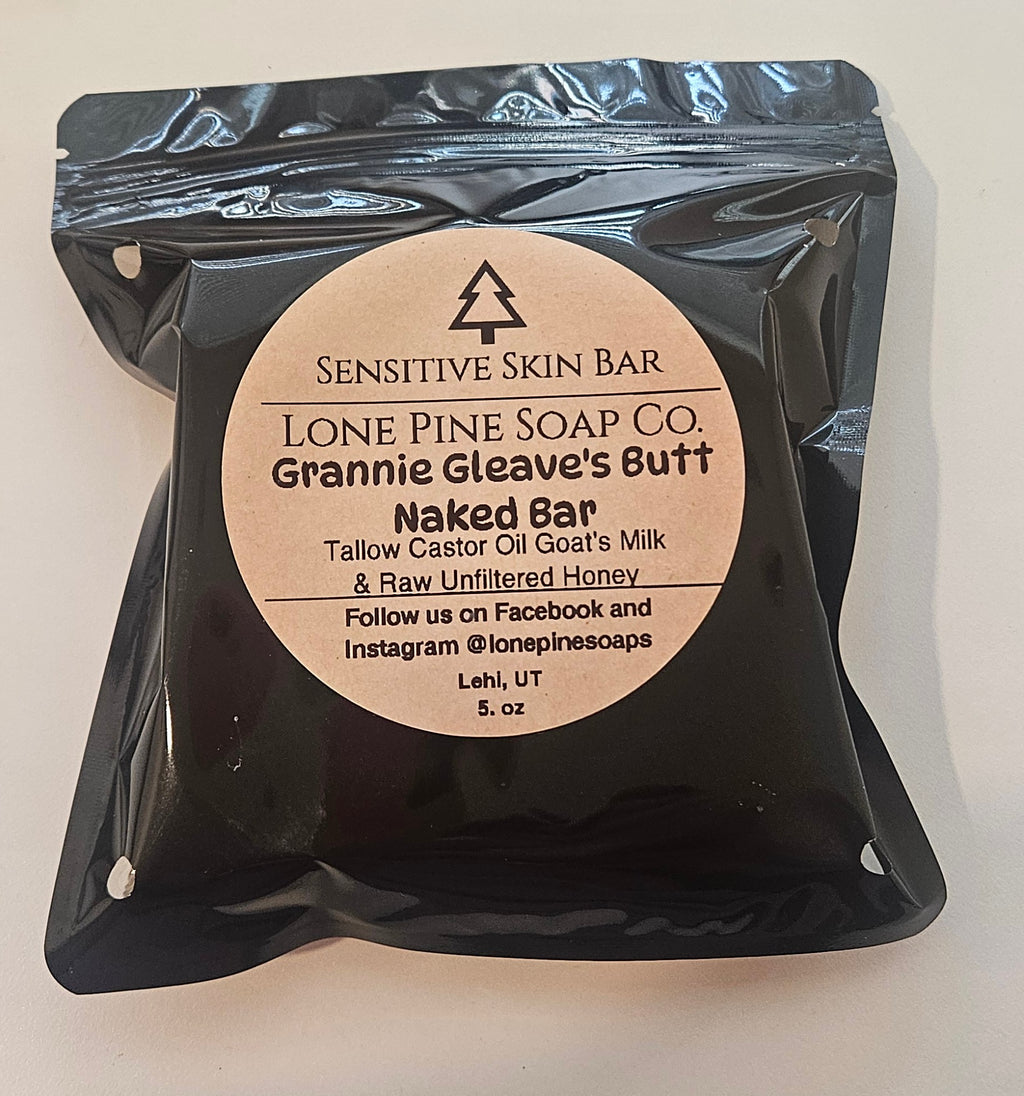 SENSITIVE SKIN BAR
LONE PINE SOAP CO.
Grannie Gleave's Butt
Naked Bar
Tallow Castor Oil Goat's Milk
& Raw Unfiltered Honey
Follow us on Facebook and
Instagram @lonepinesoaps
Lehi, UT
5. oz